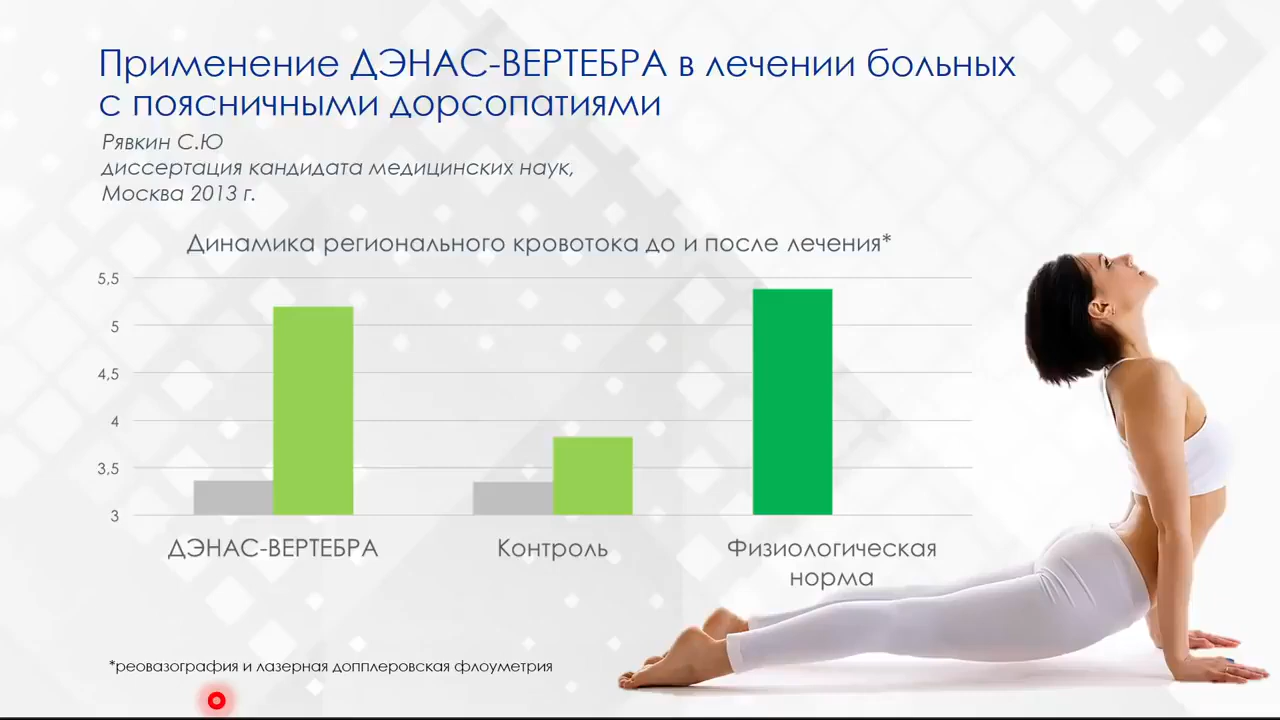 Применение ДЭНАС-ВЕРТЕБРА в лечении больных
с поясничными дорсопатиями
Рявкин С.Ю
диссертация кандидата медицинских наук,
Москва 2013 г.
Динамика регионального кровотока до и после лечения*
5,5
5
4,5
4
3,5
3
ДЭНАС-ВЕРТЕБРА
Контроль
Физиологическая
норма
*реовазография и лазерная допплеровская флоуметрия